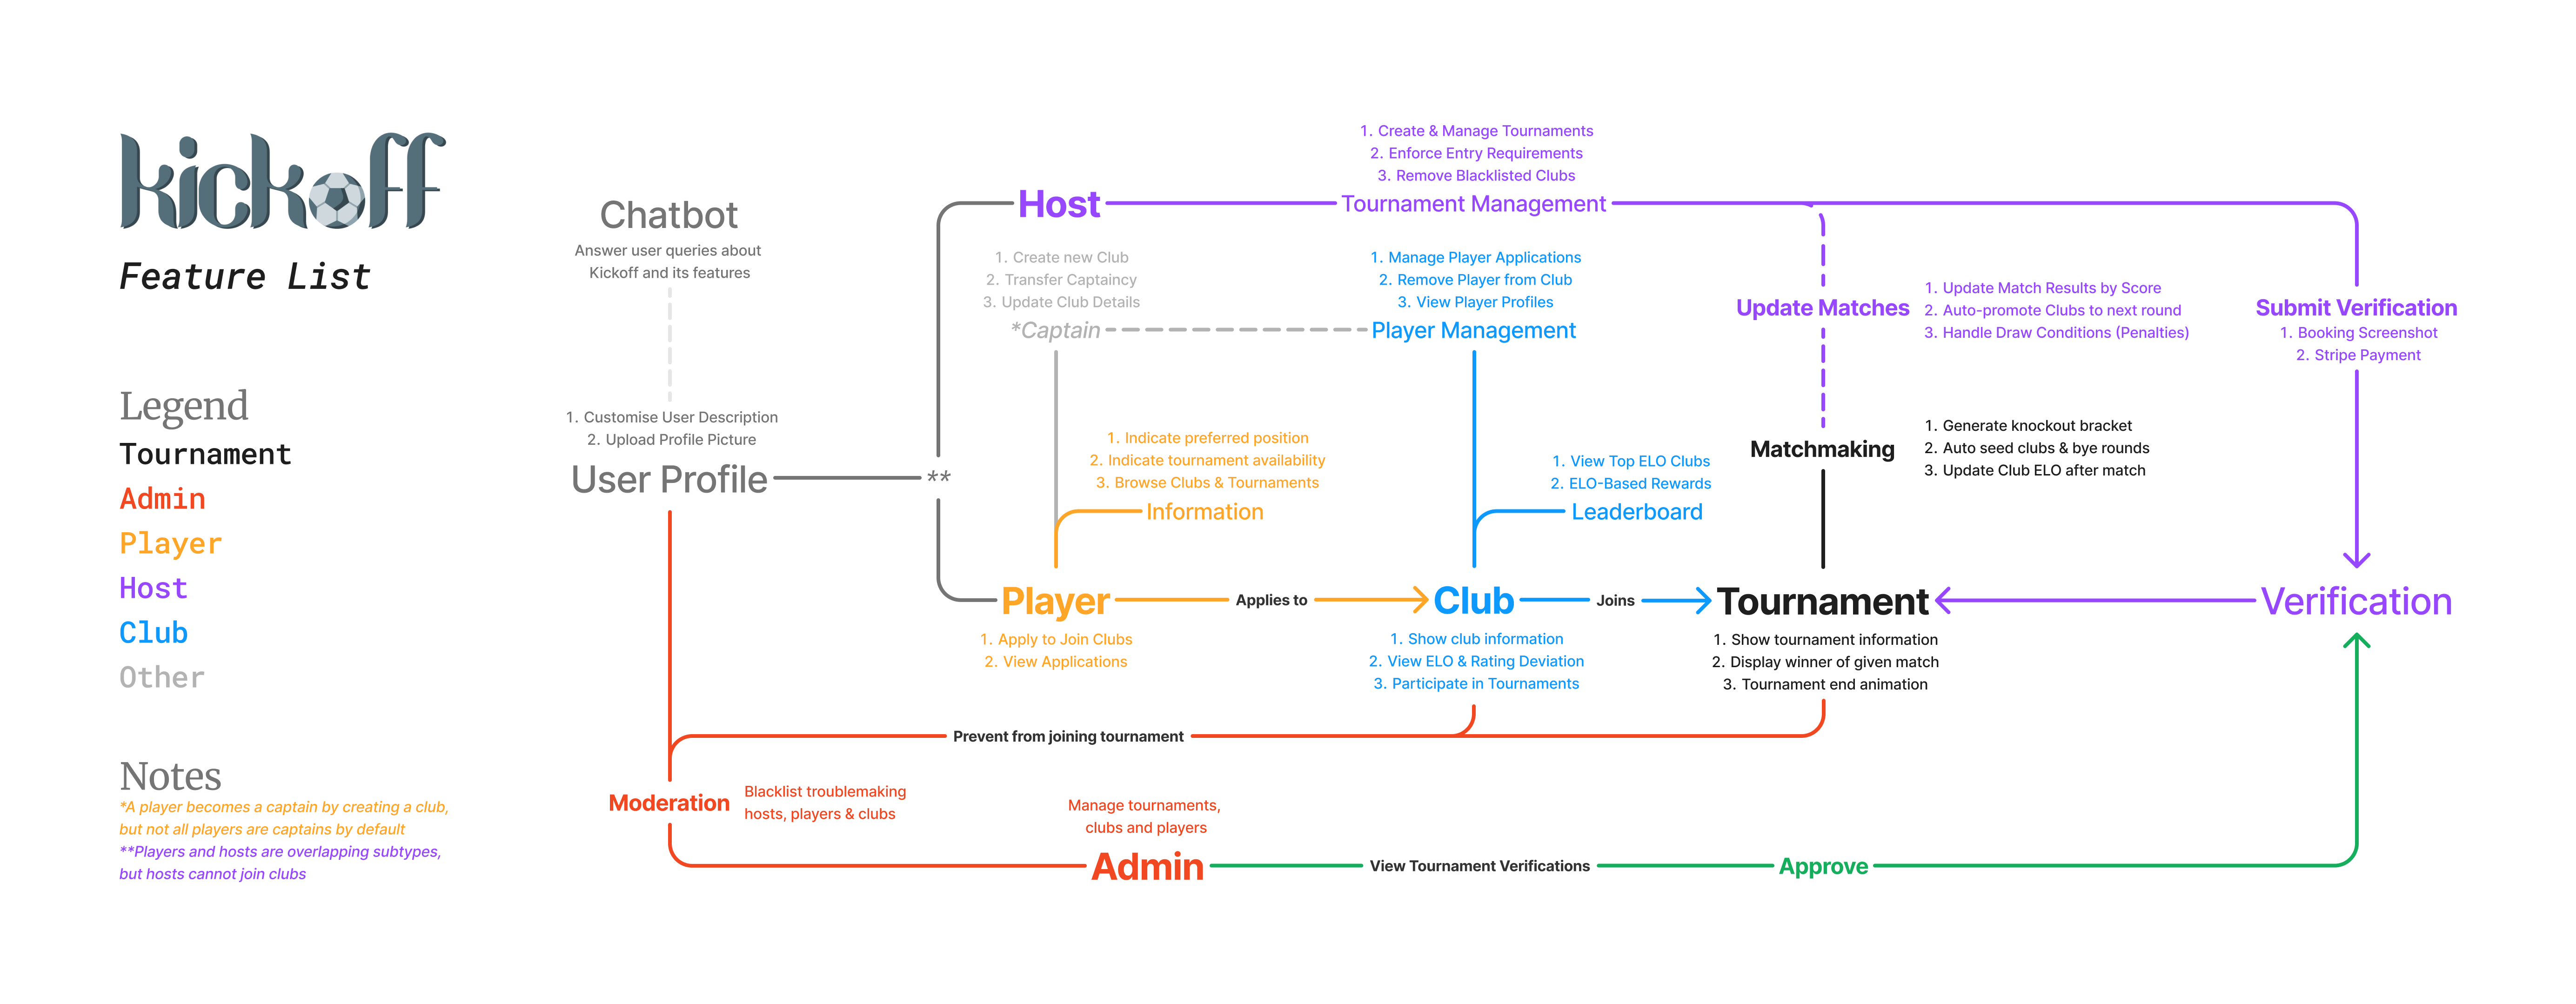 kickoff
Feature List
Legend
Tournament
Admin
Player
Host
Club
Other
Notes
*A player becomes a captain by creating a club,
but not all players are captains by default
**Players and hosts are overlapping subtypes,
but hosts cannot join clubs
Chatbot
Answer user queries about
Kickoff and its features
1. Customise User Description
2. Upload Profile Picture
User Profile
**
Host
1. Create & Manage Tournaments
2. Enforce Entry Requirements
3. Remove Blacklisted Clubs
Tournament Management
1. Create new Club
2. Transfer Captaincy
3. Update Club Details
*Captain
1. Manage Player Applications
2. Remove Player from Club
3. View Player Profiles
Player Management
Update Matches
1. Update Match Results by Score
2. Auto-promote Clubs to next round
3. Handle Draw Conditions (Penalties)
Submit Verification
1. Booking Screenshot
2. Stripe Payment
1. Indicate preferred position
2. Indicate tournament availability
3. Browse Clubs & Tournaments
Information
1. View Top ELO Clubs
2. ELO-Based Rewards
Leaderboard
Matchmaking
1. Generate knockout bracket
2. Auto seed clubs & bye rounds
3. Update Club ELO after match
Player
1. Apply to Join Clubs
2. View Applications
Applies to
Club
1. Show club information
2. View ELO & Rating Deviation
3. Participate in Tournaments
Joins
Tournament
1. Show tournament information
2. Display winner of given match
3. Tournament end animation
Verification
Prevent from joining tournament
Moderation
Blacklist troublemaking
hosts, players & clubs
Manage tournaments,
clubs and players
Admin
View Tournament Verifications
Approve